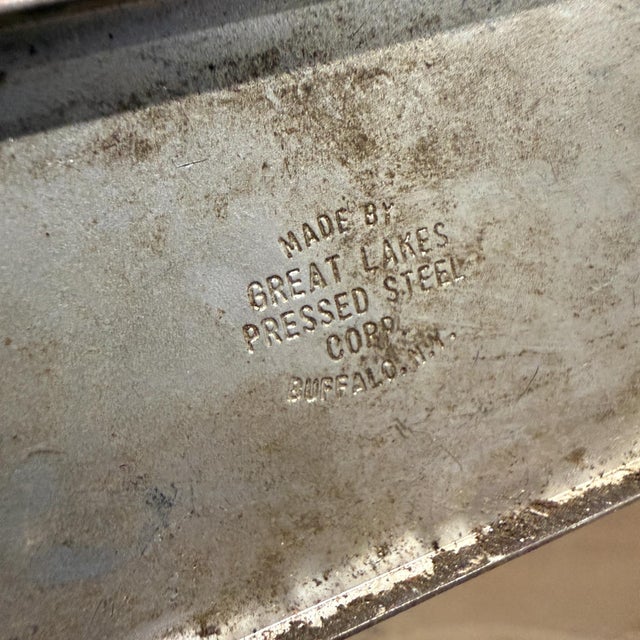 MADE BY
GREAT LAKES
PRESSED STEEL
CORP.
BUFFALO, N.Y.